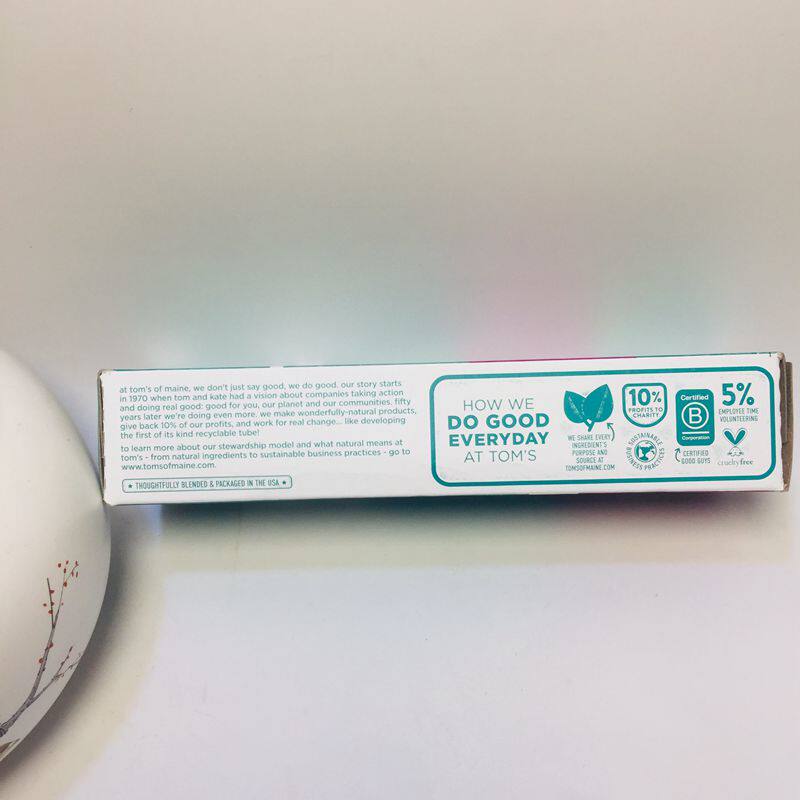 at tom's of maine, we don't just say good, we do good. our story starts
in 1970 when tom and kate had a vision about companies taking action
and doing real good: good for you, our planet and our communities. fifty
years later we're doing even more. we make wonderfully-natural products,
give back 10% of our profits, and work for real change... like developing
the first of its kind recyclable tube!
to learn more about our stewardship model and what natural means at
tom's - from natural ingredients to sustainable business practices - go to
www.tomsofmaine.com.
★ THOUGHTFULLY BLENDED & PACKAGED IN THE USA ★
HOW WE
DO GOOD
EVERYDAY
AT TOM'S
WE SHARE EVERY
INGREDIENT'S
PURPOSE AND
SOURCE AT
TOMSOFMAINE.COM
10%
PROFITS TO
CHARITY
SUSTAINABLE
BUSINESS PRACTICES
Certified
B
Corporation
CERTIFIED
GOOD GUYS
5%
EMPLOYEE TIME
VOLUNTEERING
crueltyfree